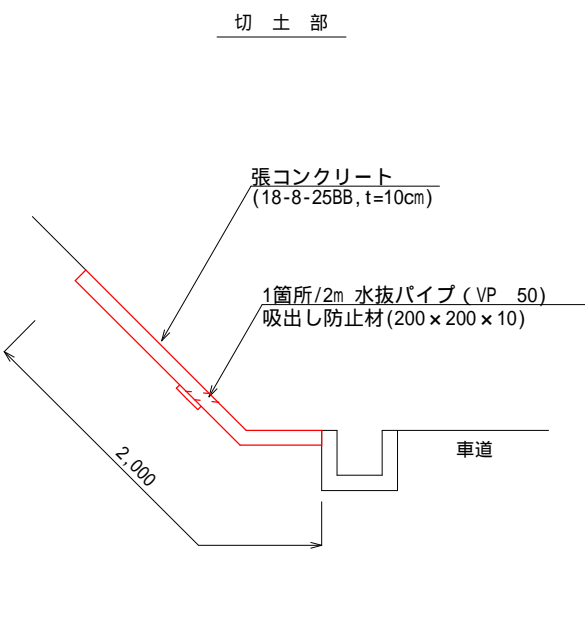 切 土 部
張コンクリート
(18-8-25BB,t=10cm)
1箇所/2m 水抜パイプ(VP 50)
吸出し防止材(200×200×10)
車道
2,000